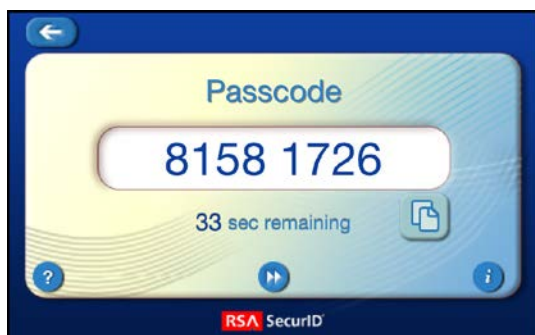 Passcode
8158 1726
33 sec remaining
?
i
RSA SecurID